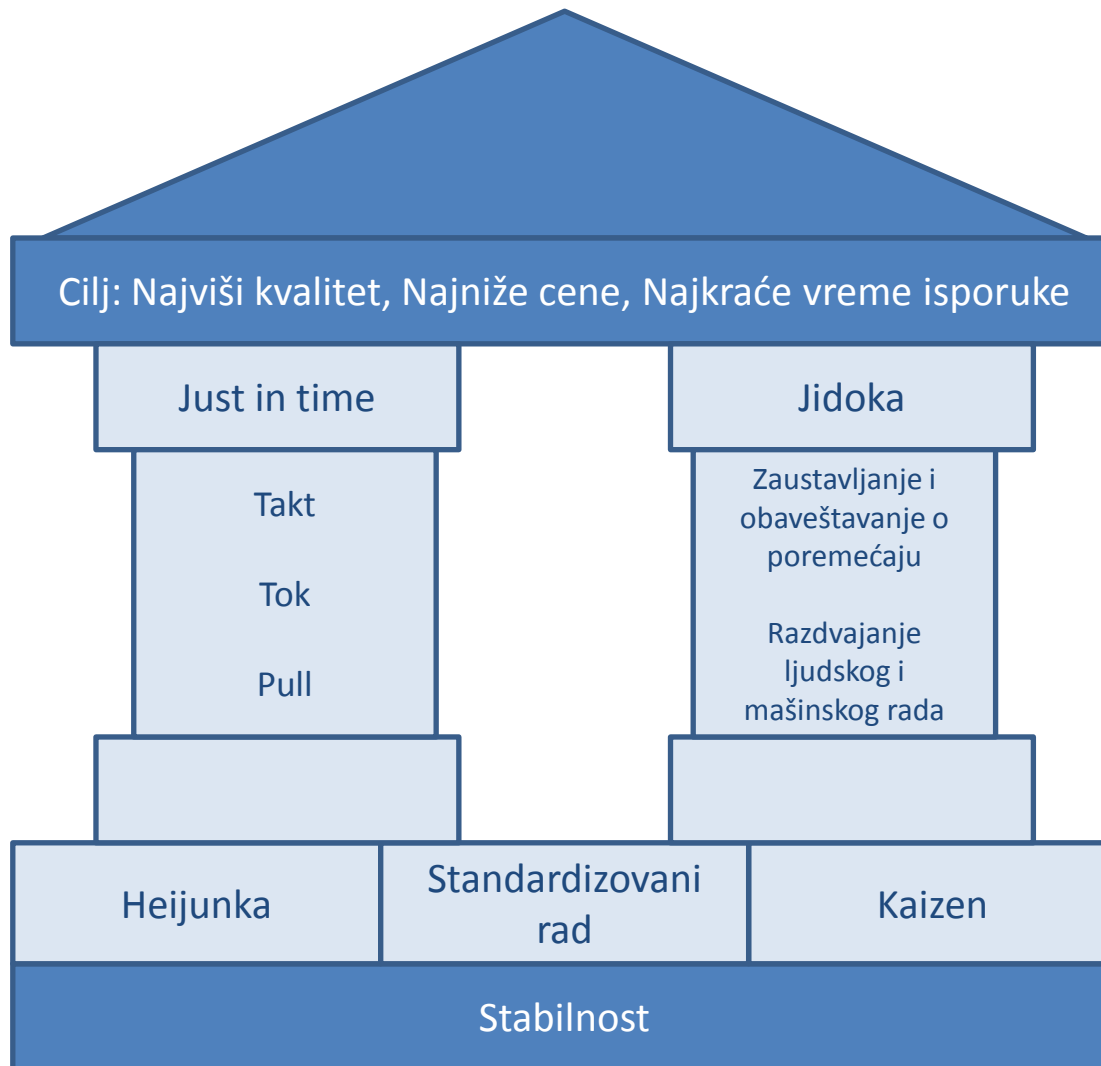 Cilj: Najviši kvalitet, Najniže cene, Najkraće vreme isporuke
Just in time
Takt
Tok
Pull
Jidoka
Zaustavljanje i
obaveštavanje o
poremećaju
Razdvajanje
ljudskog i
mašinskog rada
Heijunka
Standardizovani
rad
Kaizen
Stabilnost